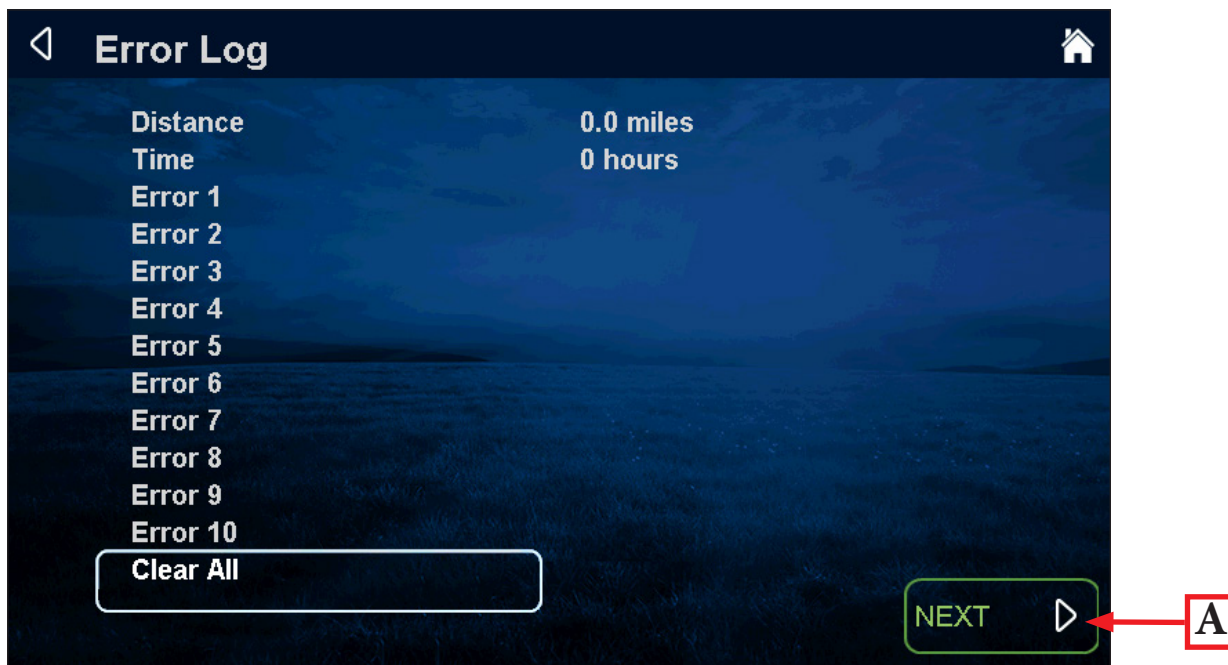 Error Log
Distance 0.0 miles
Time 0 hours
Error 1
Error 2
Error 3
Error 4
Error 5
Error 6
Error 7
Error 8
Error 9
Error 10
Clear All
NEXT
A